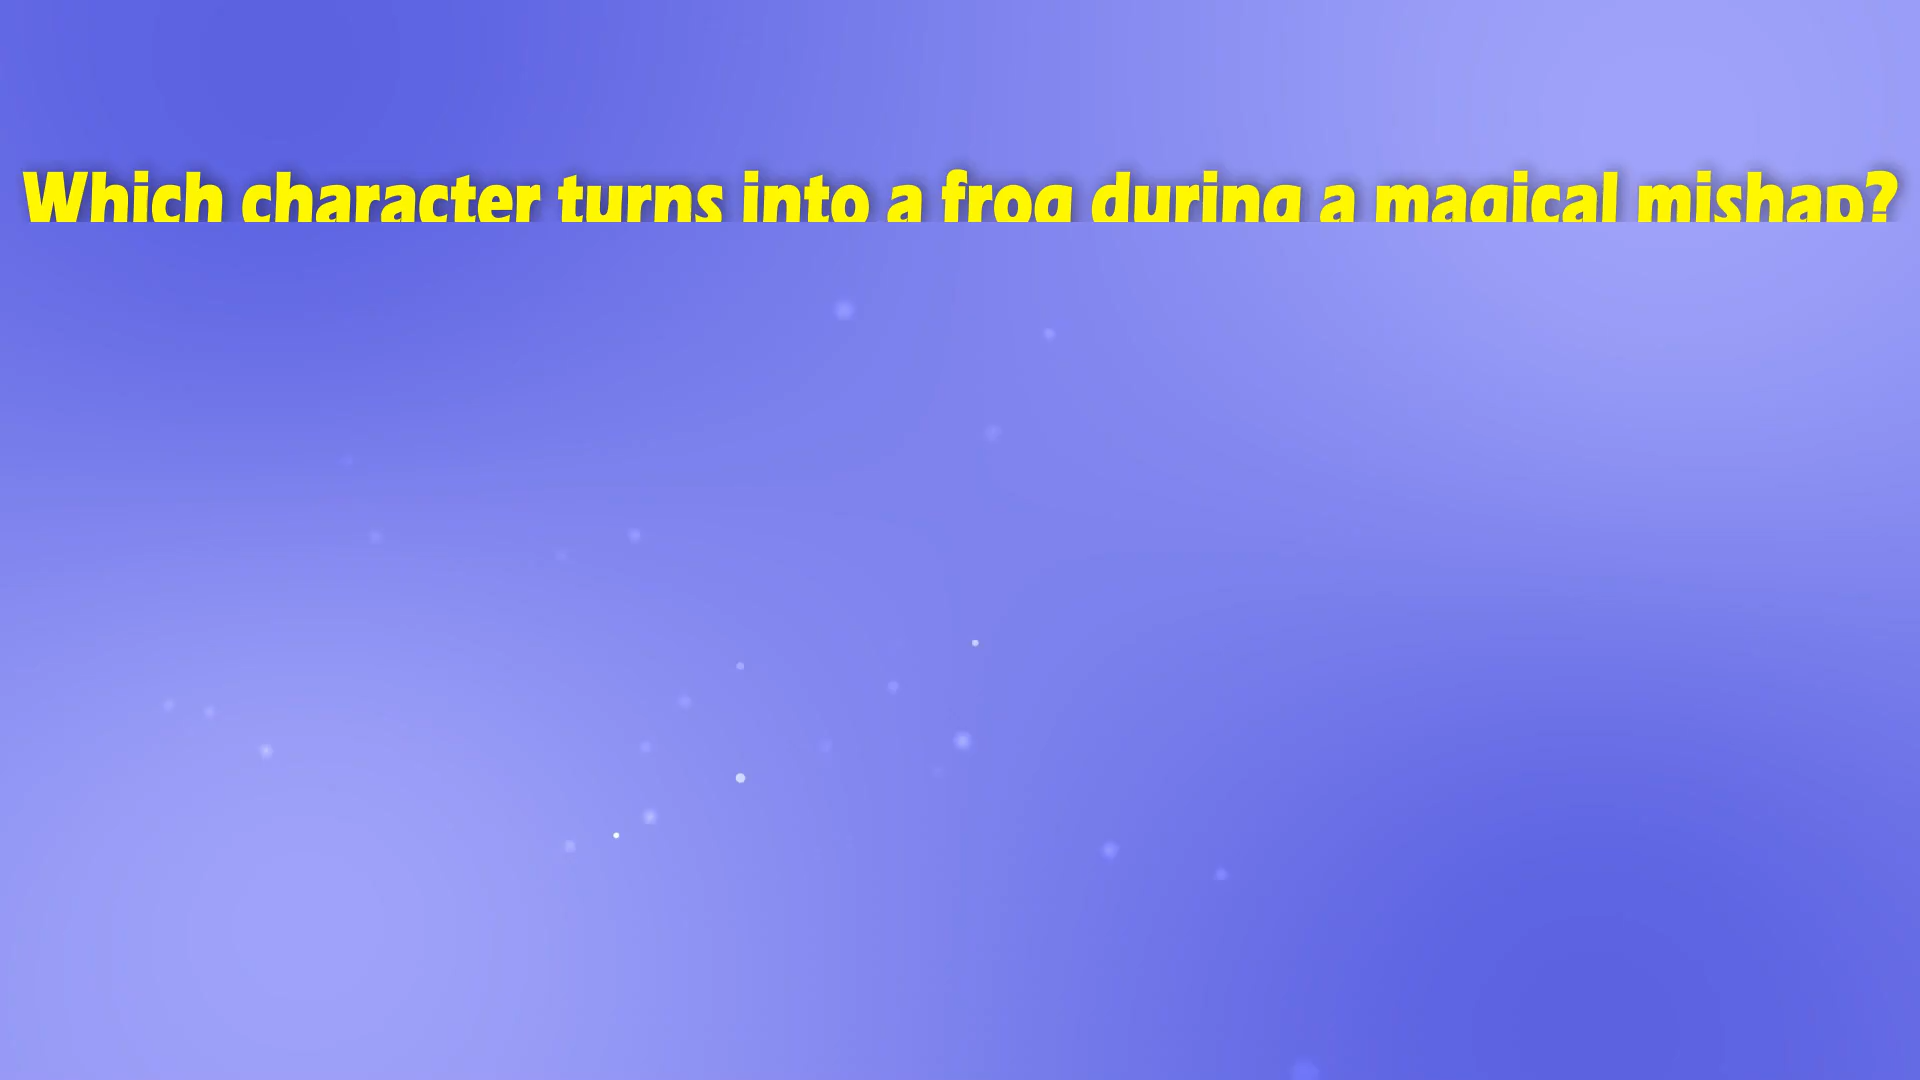 Which character turns into a frog during a magical mishap?